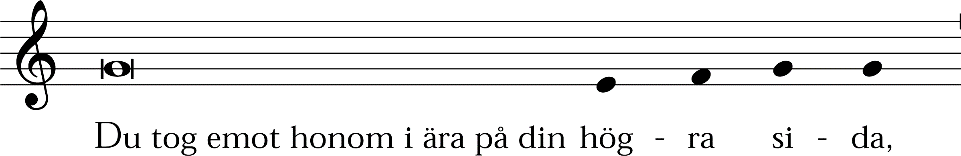 Du tog emot honom i ära på din hög - ra si - da,